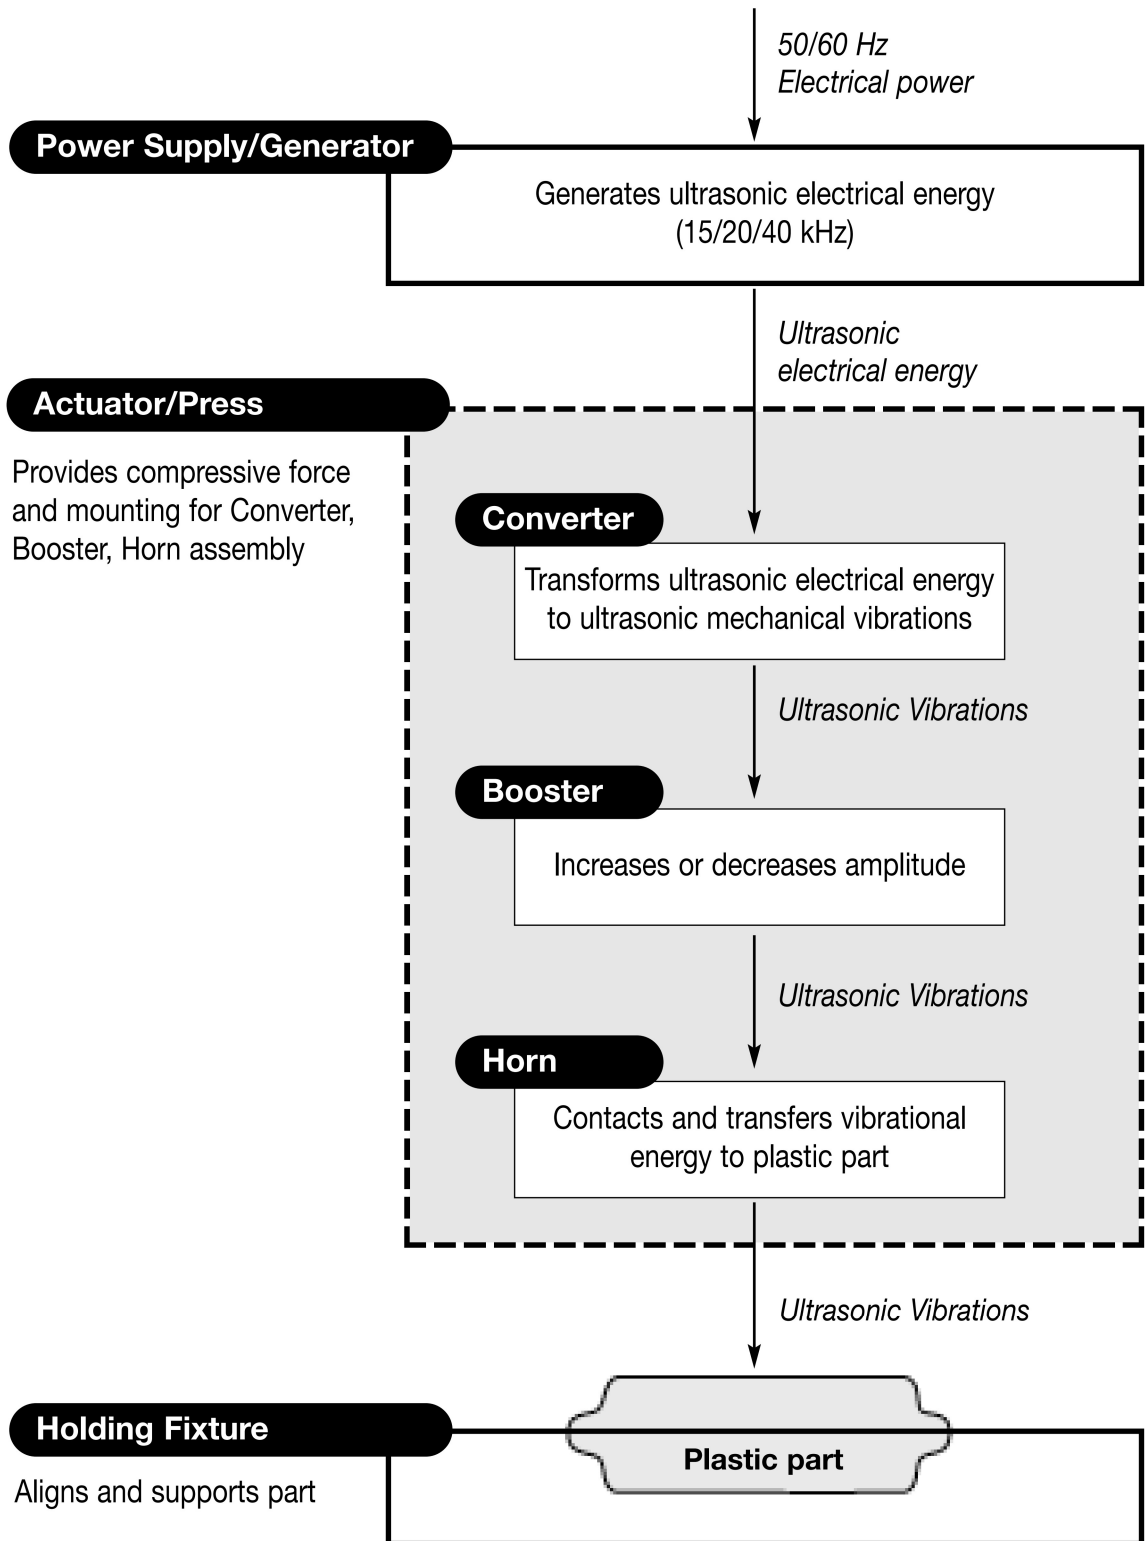 50/60 Hz
Electrical power
Power Supply/Generator
Generates ultrasonic electrical energy
(15/20/40 kHz)
Ultrasonic
electrical energy
Actuator/Press
Provides compressive force
and mounting for Converter,
Booster, Horn assembly
Converter
Transforms ultrasonic electrical energy
to ultrasonic mechanical vibrations
Ultrasonic Vibrations
Booster
Increases or decreases amplitude
Ultrasonic Vibrations
Horn
Contacts and transfers vibrational
energy to plastic part
Ultrasonic Vibrations
Holding Fixture
Aligns and supports part
Plastic part